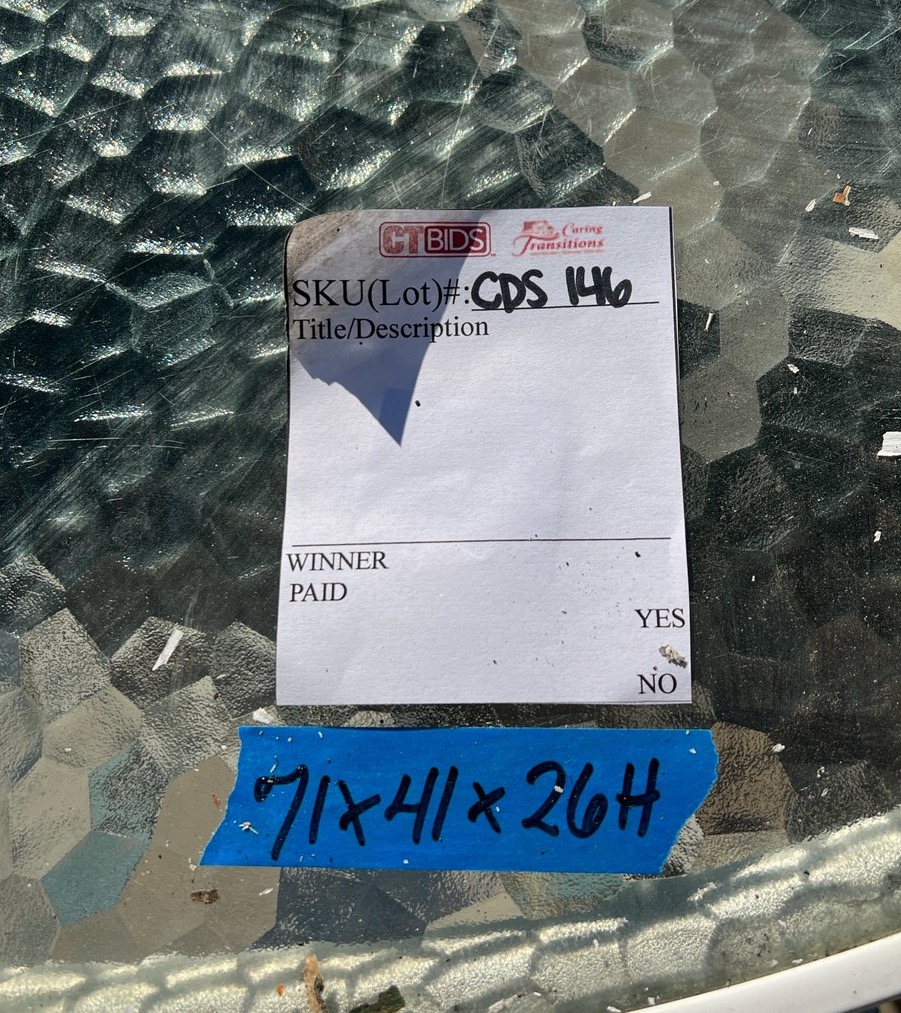 CTBIDS
Caring
Transitions
SKU(Lot)#: CDS 146
Title/Description
WINNER
PAID
YES
NO
71x41x26H